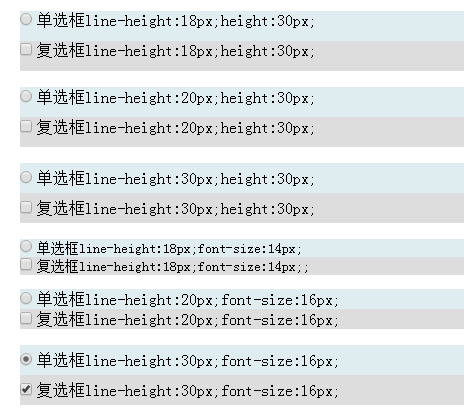 单选框line-height:18px;height:30px;
复选框line-height:18px;height:30px;
单选框line-height:20px;height:30px;
复选框line-height:20px;height:30px;
单选框line-height:30px;height:30px;
复选框line-height:30px;height:30px;
单选框line-height:18px;font-size:14px;
复选框line-height:18px;font-size:14px;;
单选框line-height:20px;font-size:16px;
复选框line-height:20px;font-size:16px;
单选框line-height:30px;font-size:16px;
复选框line-height:30px;font-size:16px;